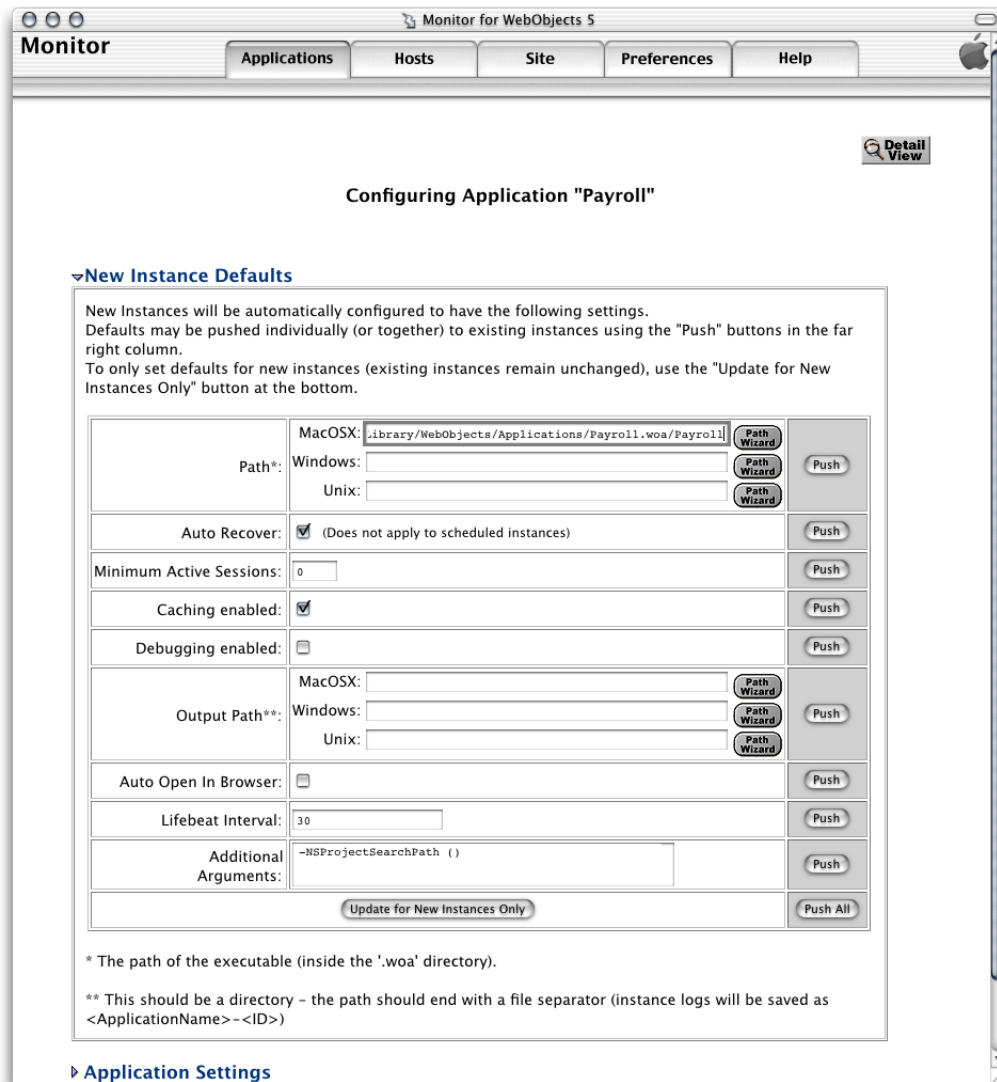 Monitor for WebObjects 5
Monitor
Applications
Hosts
Site
Preferences
Help
Detail View
Configuring Application "Payroll"
New Instance Defaults
New Instances will be automatically configured to have the following settings.
Defaults may be pushed individually (or together) to existing instances using the "Push" buttons in the far
right column.
To only set defaults for new instances (existing instances remain unchanged), use the "Update for New
Instances Only" button at the bottom.
Path*:
MacOSX: Library/WebObjects/Applications/Payroll.woa/Payroll Path Wizard
Windows: Path Wizard
Unix: Path Wizard
Push
Auto Recover: (Does not apply to scheduled instances) Push
Minimum Active Sessions: 0 Push
Caching enabled: Push
Debugging enabled: Push
Output Path**:
MacOSX: Path Wizard
Windows: Path Wizard
Unix: Path Wizard
Push
Auto Open In Browser: Push
Lifebeat Interval: 30 Push
Additional
Arguments:
-NSProjectSearchPath ()
Push
Update for New Instances Only
Push All
* The path of the executable (inside the '.woa' directory).
** This should be a directory – the path should end with a file separator (instance logs will be saved as
<ApplicationName>-<ID>)
Application Settings